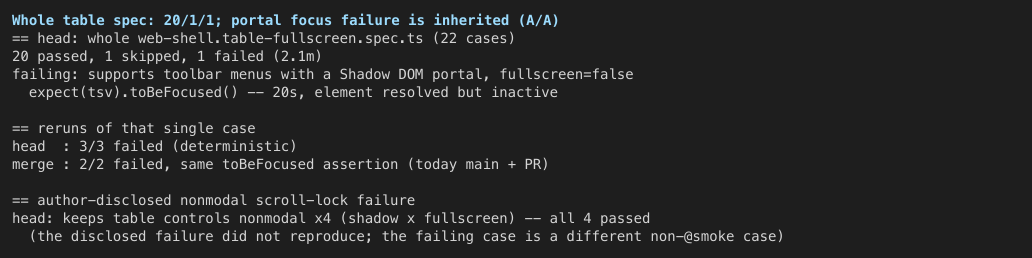 Whole table spec: 20/1/1; portal focus failure is inherited (A/A)
== head: whole web-shell.table-fullscreen.spec.ts (22 cases)
20 passed, 1 skipped, 1 failed (2.1m)
failing: supports toolbar menus with a Shadow DOM portal, fullscreen=false
  expect(tsv).toBeFocused() -- 20s, element resolved but inactive

== reruns of that single case
head  : 3/3 failed (deterministic)
merge : 2/2 failed, same toBeFocused assertion (today main + PR)

== author-disclosed nonmodal scroll-lock failure
head: keeps table controls nonmodal x4 (shadow x fullscreen) -- all 4 passed
  (the disclosed failure did not reproduce; the failing case is a different non-@smoke case)